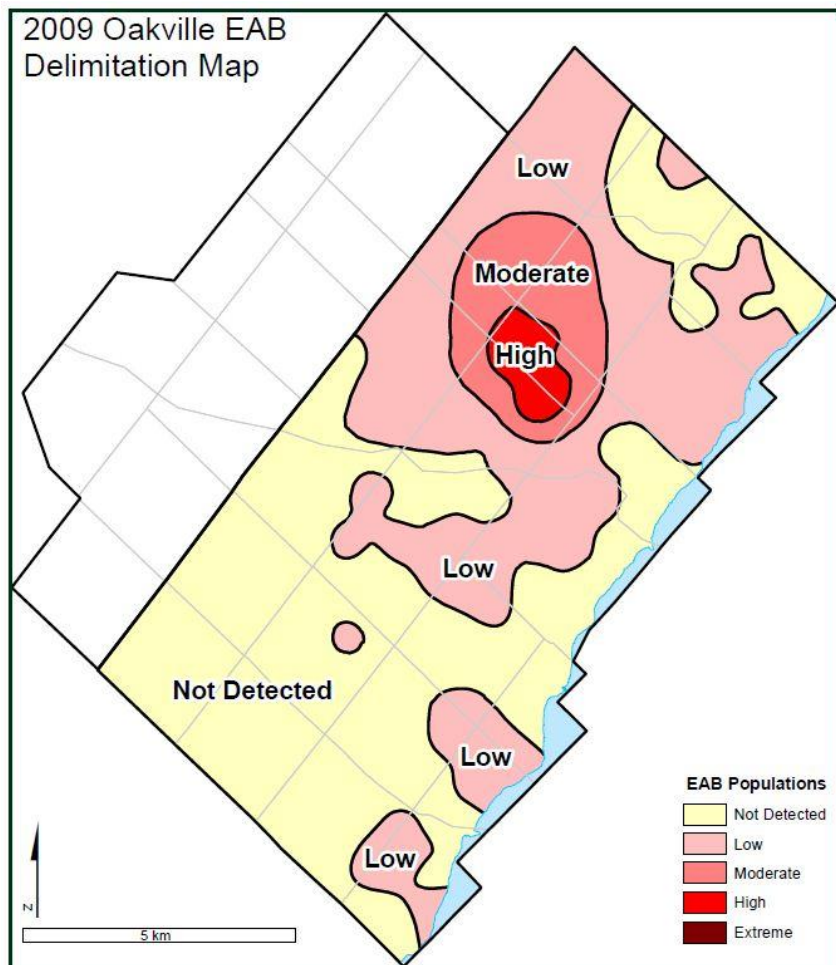 2009 Oakville EAB
Delimitation Map
Low
Moderate
High
Low
Not Detected
Low
Low
EAB Populations
Not Detected
Low
Moderate
High
Extreme
N
5 km